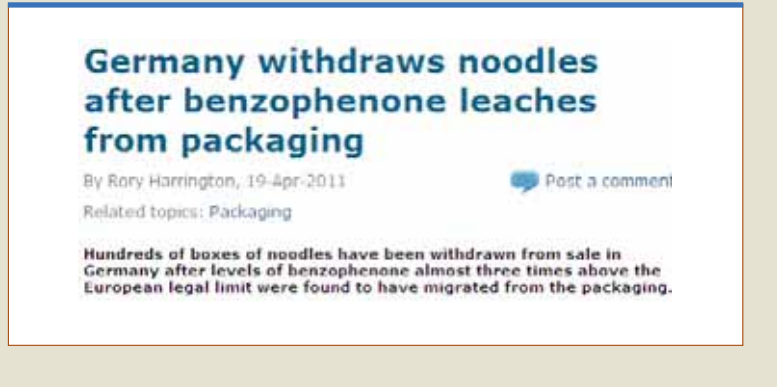 Germany withdraws noodles
after benzophenone leaches
from packaging
By Rory Harrington, 19-Apr-2011
Post a comment
Related topics: Packaging
Hundreds of boxes of noodles have been withdrawn from sale in
Germany after levels of benzophenone almost three times above the
European legal limit were found to have migrated from the packaging.